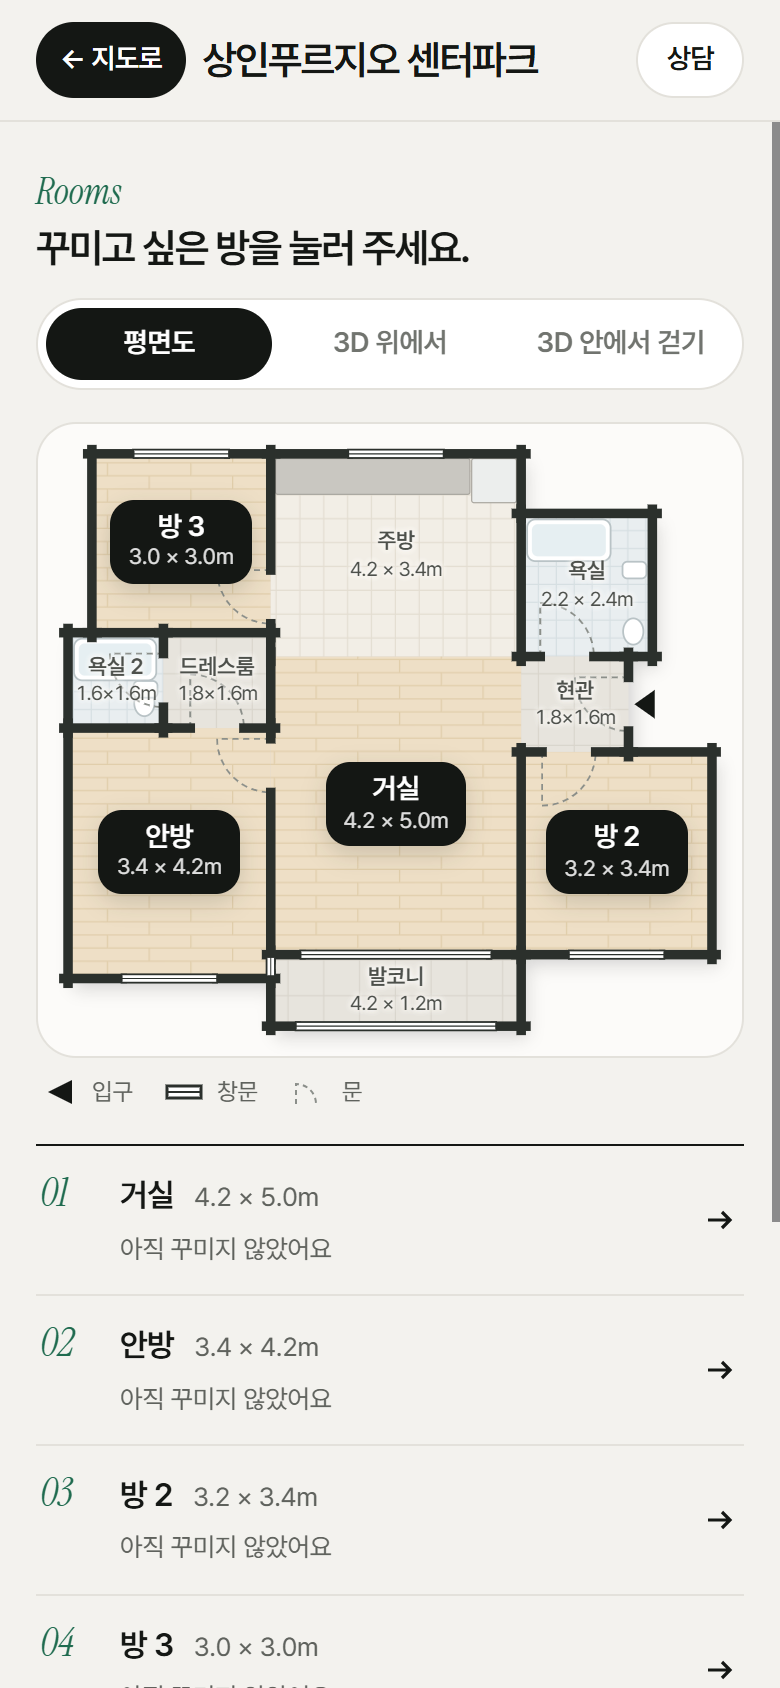 ← 지도로
상인푸르지오 센터파크
상담
Rooms
꾸미고 싶은 방을 눌러 주세요.
평면도
3D 위에서
3D 안에서 걷기
방 3
3.0 × 3.0m
주방
4.2 × 3.4m
욕실
2.2 × 2.4m
욕실 2
1.6×1.6m
드레스룸
1.8×1.6m
현관
1.8×1.6m
거실
4.2 × 5.0m
안방
3.4 × 4.2m
방 2
3.2 × 3.4m
발코니
4.2 × 1.2m
입구
창문
문
01 거실 4.2 × 5.0m
아직 꾸미지 않았어요
→
02 안방 3.4 × 4.2m
아직 꾸미지 않았어요
→
03 방 2 3.2 × 3.4m
아직 꾸미지 않았어요
→
04 방 3 3.0 × 3.0m
→